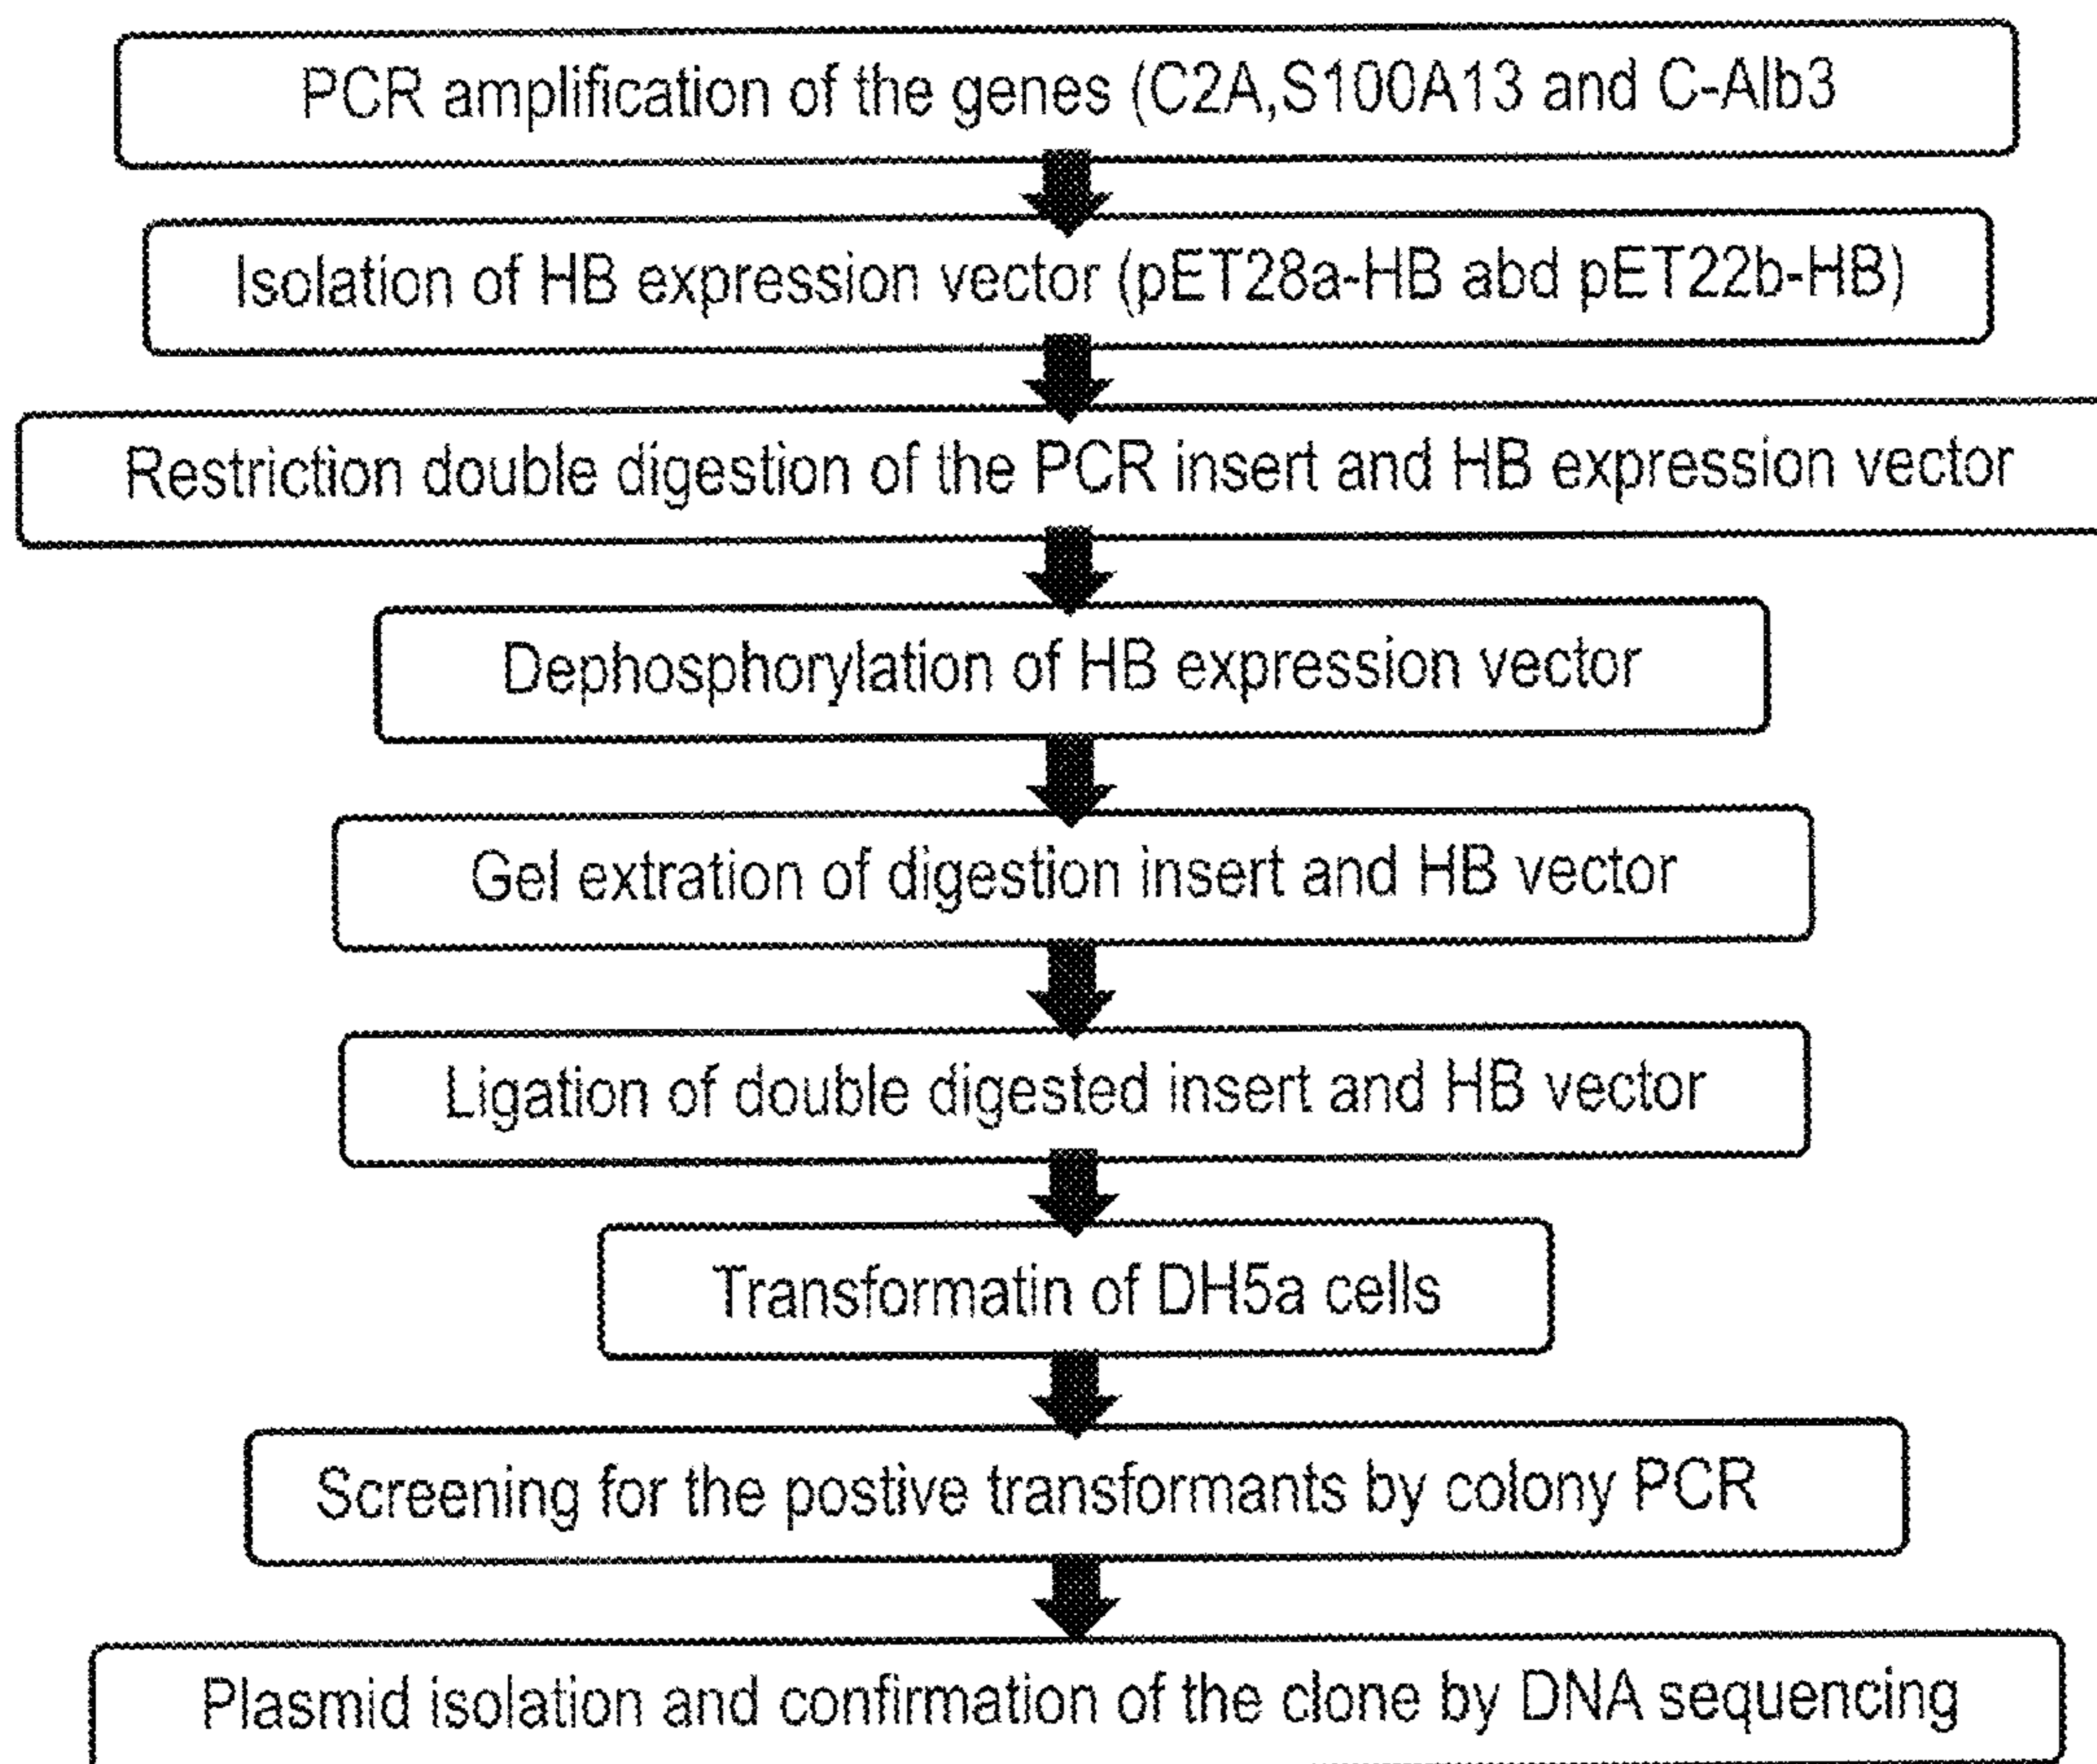 PCR amplification of the genes (C2A,S100A13 and C-Alb3
Isolation of HB expression vector (pET28a-HB abd pET22b-HB)
Restriction double digestion of the PCR insert and HB expression vector
Dephosphorylation of HB expression vector
Gel extration of digestion insert and HB vector
Ligation of double digested insert and HB vector
Transformatin of DH5a cells
Screening for the postive transformants by colony PCR
Plasmid isolation and confirmation of the clone by DNA sequencing